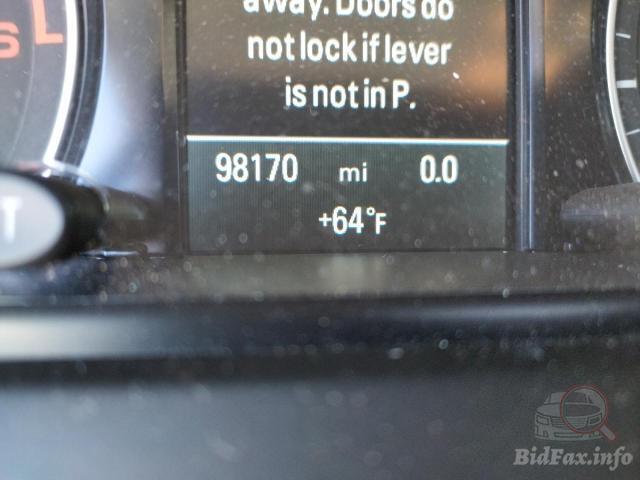 away. Doors do
not lock if lever
is not in P.
98170 mi 0.0
+64°F
T
BidFax.info